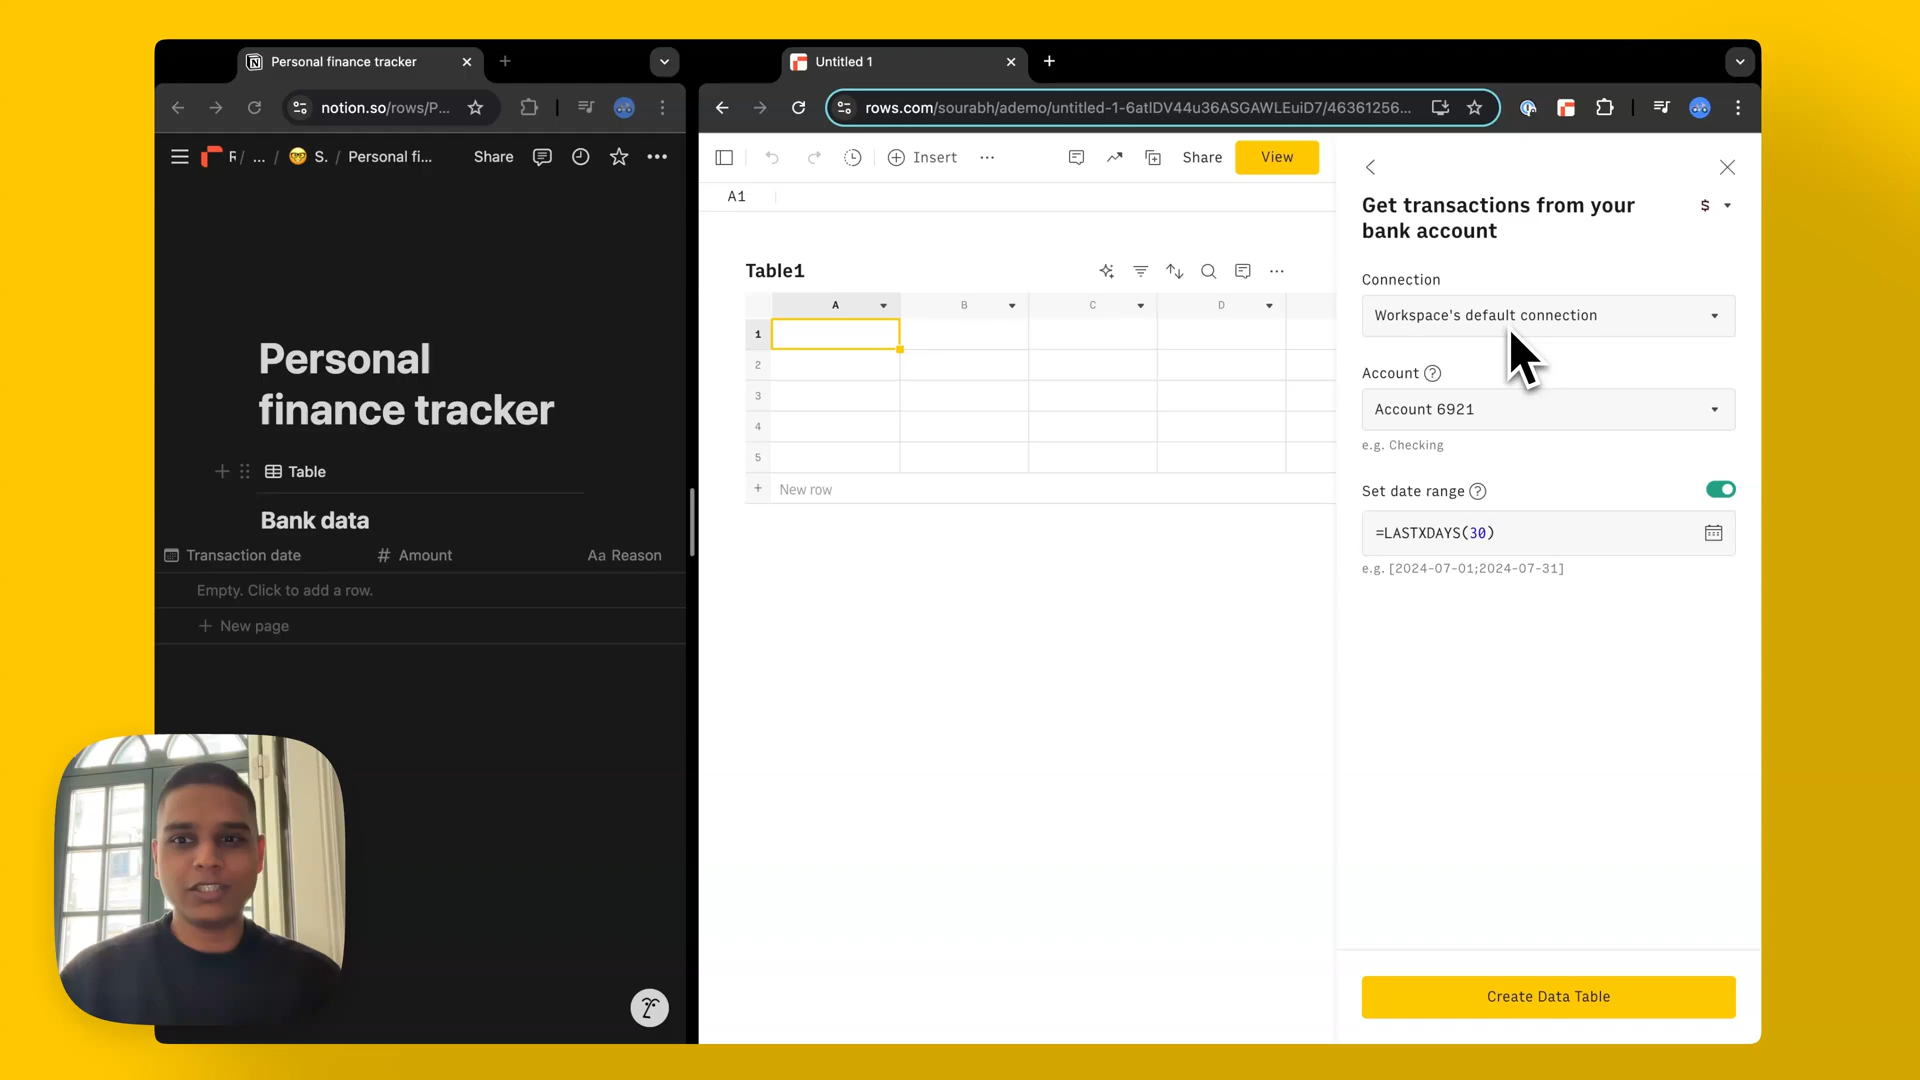 Personal finance tracker
Untitled 1
notion.so/rows/P...
rows.com/sourabh/ademo/untitled-1-6atlDV44u36ASGAWLEuiD7/46361256...
R / ... / S. / Personal fi...
Share
Insert
Share
View
A1
Get transactions from your
bank account
$
Connection
Workspace's default connection
Account ?
Account 6921
e.g. Checking
Set date range ?
=LASTXDAYS(30)
e.g. [2024-07-01;2024-07-31]
Create Data Table
Table1
A B C D
1
2
3
4
5
+ New row
Personal
finance tracker
Table
Bank data
Transaction date # Amount Aa Reason
Empty. Click to add a row.
+ New page